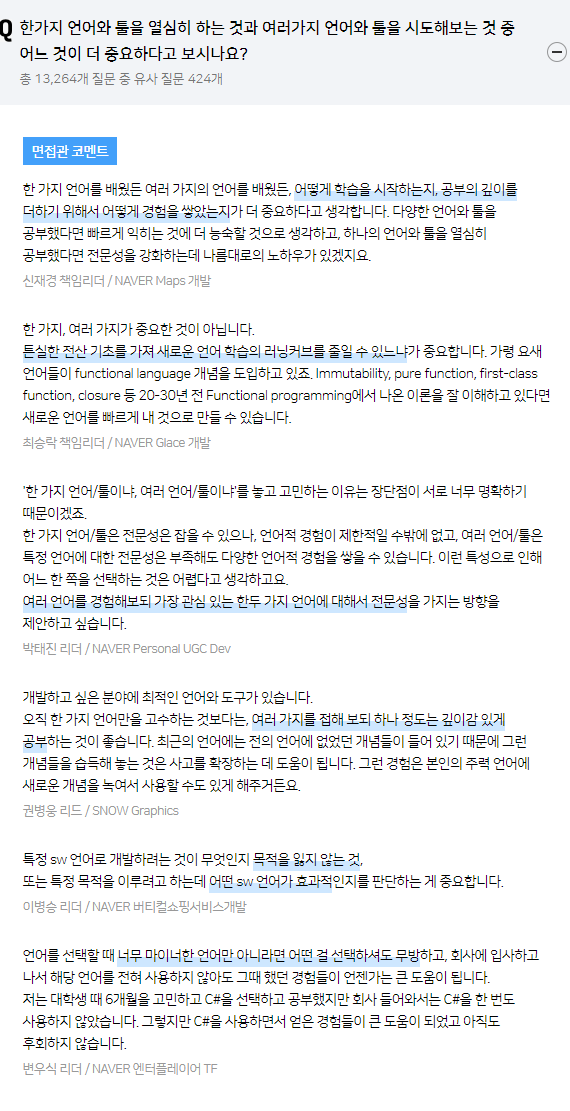 Q 한가지 언어와 툴을 열심히 하는 것과 여러가지 언어와 툴을 시도해보는 것 중
어느 것이 더 중요하다고 보시나요?
총 13,264개 질문 중 유사 질문 424개
면접관 코멘트
한 가지 언어를 배웠든 여러 가지의 언어를 배웠든, 어떻게 학습을 시작하는지, 공부의 깊이를
더하기 위해서 어떻게 경험을 쌓았는지가 더 중요하다고 생각합니다. 다양한 언어와 툴을
공부했다면 빠르게 익히는 것에 더 능숙할 것으로 생각하고, 하나의 언어와 툴을 열심히
공부했다면 전문성을 강화하는데 나름대로의 노하우가 있겠지요.
신재경 책임리더 / NAVER Maps 개발
한 가지, 여러 가지가 중요한 것이 아닙니다.
튼실한 전산 기초를 가져 새로운 언어 학습의 러닝커브를 줄일 수 있느냐가 중요합니다. 가령 요새
언어들이 functional language 개념을 도입하고 있죠. Immutability, pure function, first-class
function, closure 등 20-30년 전 Functional programming에서 나온 이론을 잘 이해하고 있다면
새로운 언어를 빠르게 내 것으로 만들 수 있습니다.
최승락 책임리더 / NAVER Glace 개발
'한 가지 언어/툴이냐, 여러 언어/툴이냐'를 놓고 고민하는 이유는 장단점이 서로 너무 명확하기
때문이겠죠.
한 가지 언어/툴은 전문성은 잡을 수 있으나, 언어적 경험이 제한적일 수밖에 없고, 여러 언어/툴은
특정 언어에 대한 전문성은 부족해도 다양한 언어적 경험을 쌓을 수 있습니다. 이런 특성으로 인해
어느 한 쪽을 선택하는 것은 어렵다고 생각하고요.
여러 언어를 경험해보되 가장 관심 있는 한두 가지 언어에 대해서 전문성을 가지는 방향을
제안하고 싶습니다.
박태진 리더 / NAVER Personal UGC Dev
개발하고 싶은 분야에 최적인 언어와 도구가 있습니다.
오직 한 가지 언어만을 고수하는 것보다는, 여러 가지를 접해 보되 하나 정도는 깊이감 있게
공부하는 것이 좋습니다. 최근의 언어에는 전의 언어에 없었던 개념들이 들어 있기 때문에 그런
개념들을 습득해 놓는 것은 사고를 확장하는 데 도움이 됩니다. 그런 경험은 본인의 주력 언어에
새로운 개념을 녹여서 사용할 수도 있게 해주거든요.
권병웅 리드 / SNOW Graphics
특정 sw 언어로 개발하려는 것이 무엇인지 목적을 잃지 않는 것,
또는 특정 목적을 이루려고 하는데 어떤 sw 언어가 효과적인지를 판단하는 게 중요합니다.
이병승 리더 / NAVER 버티컬쇼핑서비스개발
언어를 선택할 때 너무 마이너한 언어만 아니라면 어떤 걸 선택하셔도 무방하고, 회사에 입사하고
나서 해당 언어를 전혀 사용하지 않아도 그때 했던 경험들이 언젠가는 큰 도움이 됩니다.
저는 대학생 때 6개월을 고민하고 C#을 선택하고 공부했지만 회사 들어와서는 C#을 한 번도
사용하지 않았습니다. 그렇지만 C#을 사용하면서 얻은 경험들이 큰 도움이 되었고 아직도
후회하지 않습니다.
변우식 리더 / NAVER 엔터플레이어 TF